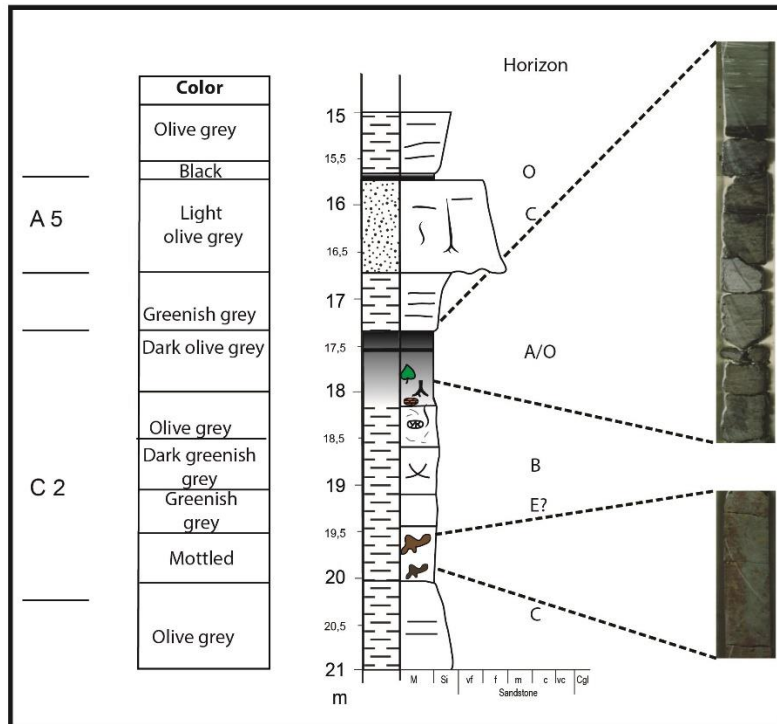 Horizon
Color
Olive grey
Black
A 5
Light
olive grey
Greenish grey
Dark olive grey
Olive grey
Dark greenish
grey
C 2
Greenish
grey
Mottled
Olive grey
15
15,5
16
16,5
17
17,5
18
18,5
19
19,5
20
20,5
21
m
O
C
A/O
B
E?
C
M Si vf f m c vc Cgl
Sandstone